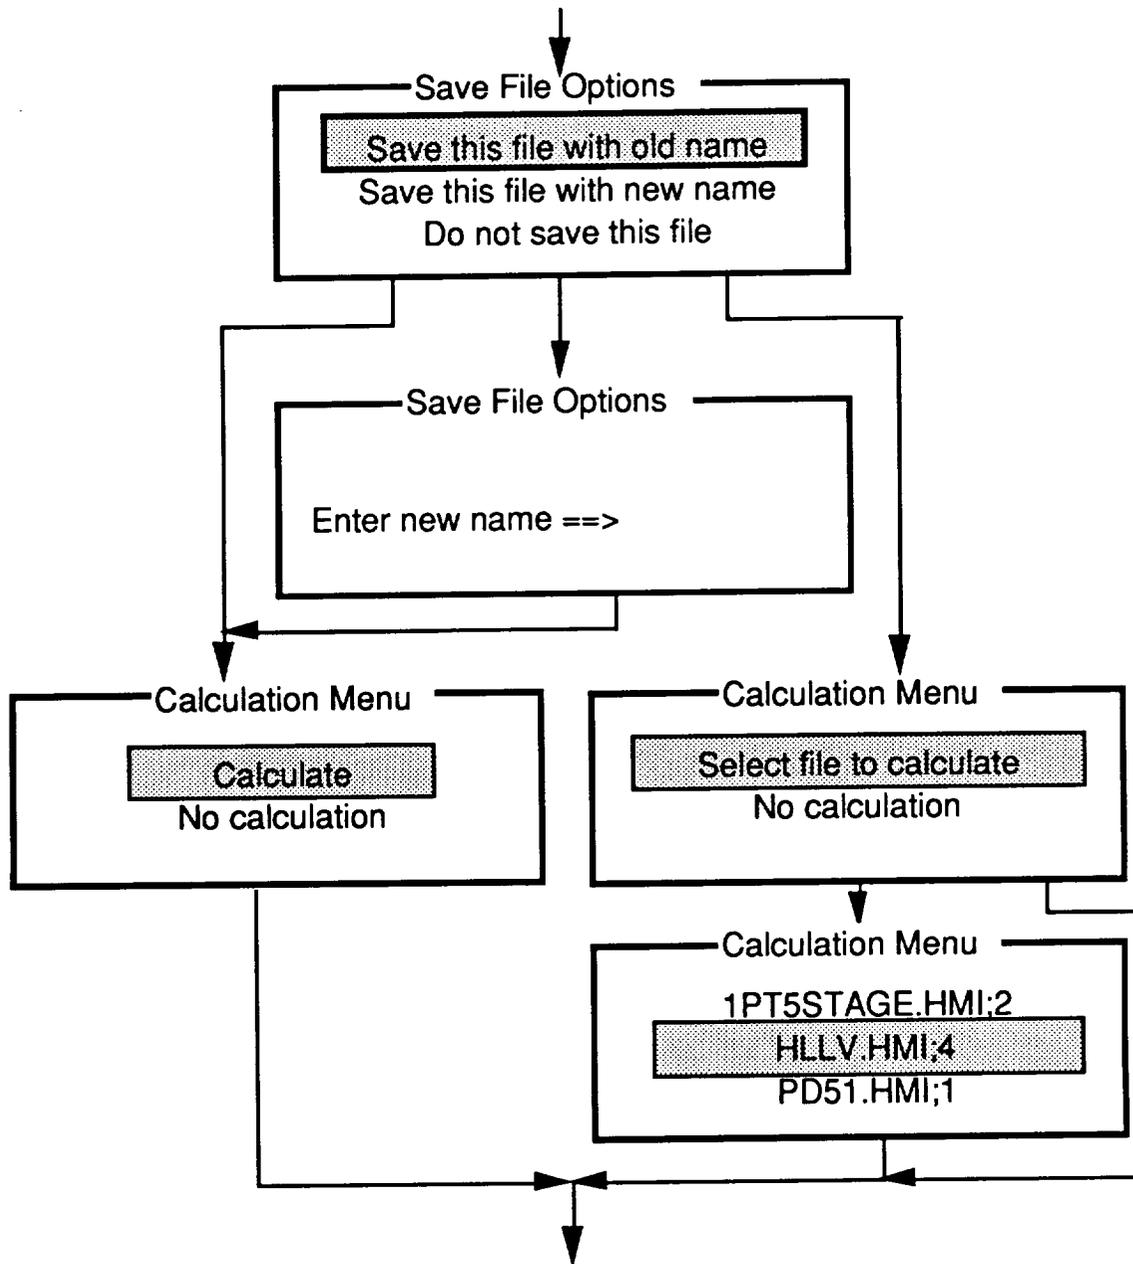 Save File Options
Save this file with old name
Save this file with new name
Do not save this file
Save File Options
Enter new name ==>
Calculation Menu
Calculate
No calculation
Calculation Menu
Select file to calculate
No calculation
Calculation Menu
1PT5STAGE.HMI;2
HLLV.HMI;4
PD51.HMI;1